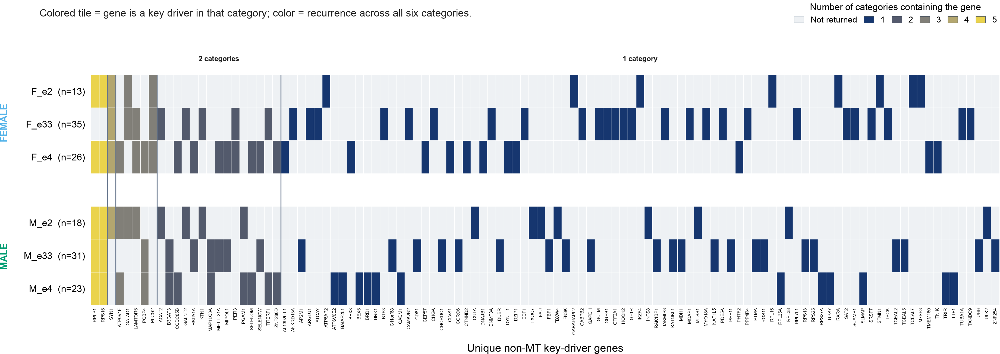 Colored tile = gene is a key driver in that category; color = recurrence across all six categories.
Number of categories containing the gene
Not returned 1 2 3 4 5
2 categories
1 category
FEMALE
F_e2 (n=13)
F_e33 (n=35)
F_e4 (n=26)
MALE
M_e2 (n=18)
M_e33 (n=31)
M_e4 (n=23)
RPLP1
RPS15
SYN1
ATP6V1F
GATAD1
LAMTOR5
PCBP4
PLCG2
ACAT2
B3GAT3
CCDC85B
GALNT2
HSPA1A
KTN1
MAP1LC3A
METTL21A
MIPOL1
PER3
PGAM1
SELENOM
SELENOW
TRERF1
ZNF280D
AL139260.1
ANKRD13A
AP2M1
ARGLU1
ATCAY
ATP6AP2
ATP6V0E2
BAIAP2L1
BEX3
BEX5
BRD1
BRK1
BTF3
C11orf68
CADM1
CAMK2N2
CD81
CEP57
CHGA
CHORDC1
CLVS1
CORO6
CTNND2
CUTA
DNAJB1
DNMT3A
DUBR
DYNLT1
DZIP1
EDF1
EXOC7
FAU
FBF1
FBXW4
FN3K
GABARAPL2
GABPB2
GAPDH
GCLM
GREB1
GTF2A1
HOOK2
IGF1R
IKZF4
INTS8
IRAK1BP1
JAKMIP3
KATNBL1
MDH1
MOAP1
MTSS1
MYO18A
NAP1L5
PDE5A
PHF11
PHTF2
PPP4R4
PTMA
RGS11
RPL15
RPL35A
RPL38
RPL7L1
RPS13
RPS25
RPS27A
RPS7
RXRA
SAT2
SCAMP1
SLMAP
SRSF7
STMN1
TBCK
TCEAL2
TCEAL5
TCEAL7
TM7SF3
TMEM160
TNIK
TRIR
TTF1
TUBA1A
TXNDC9
UBB
ULK2
ZNF254
Unique non-MT key-driver genes